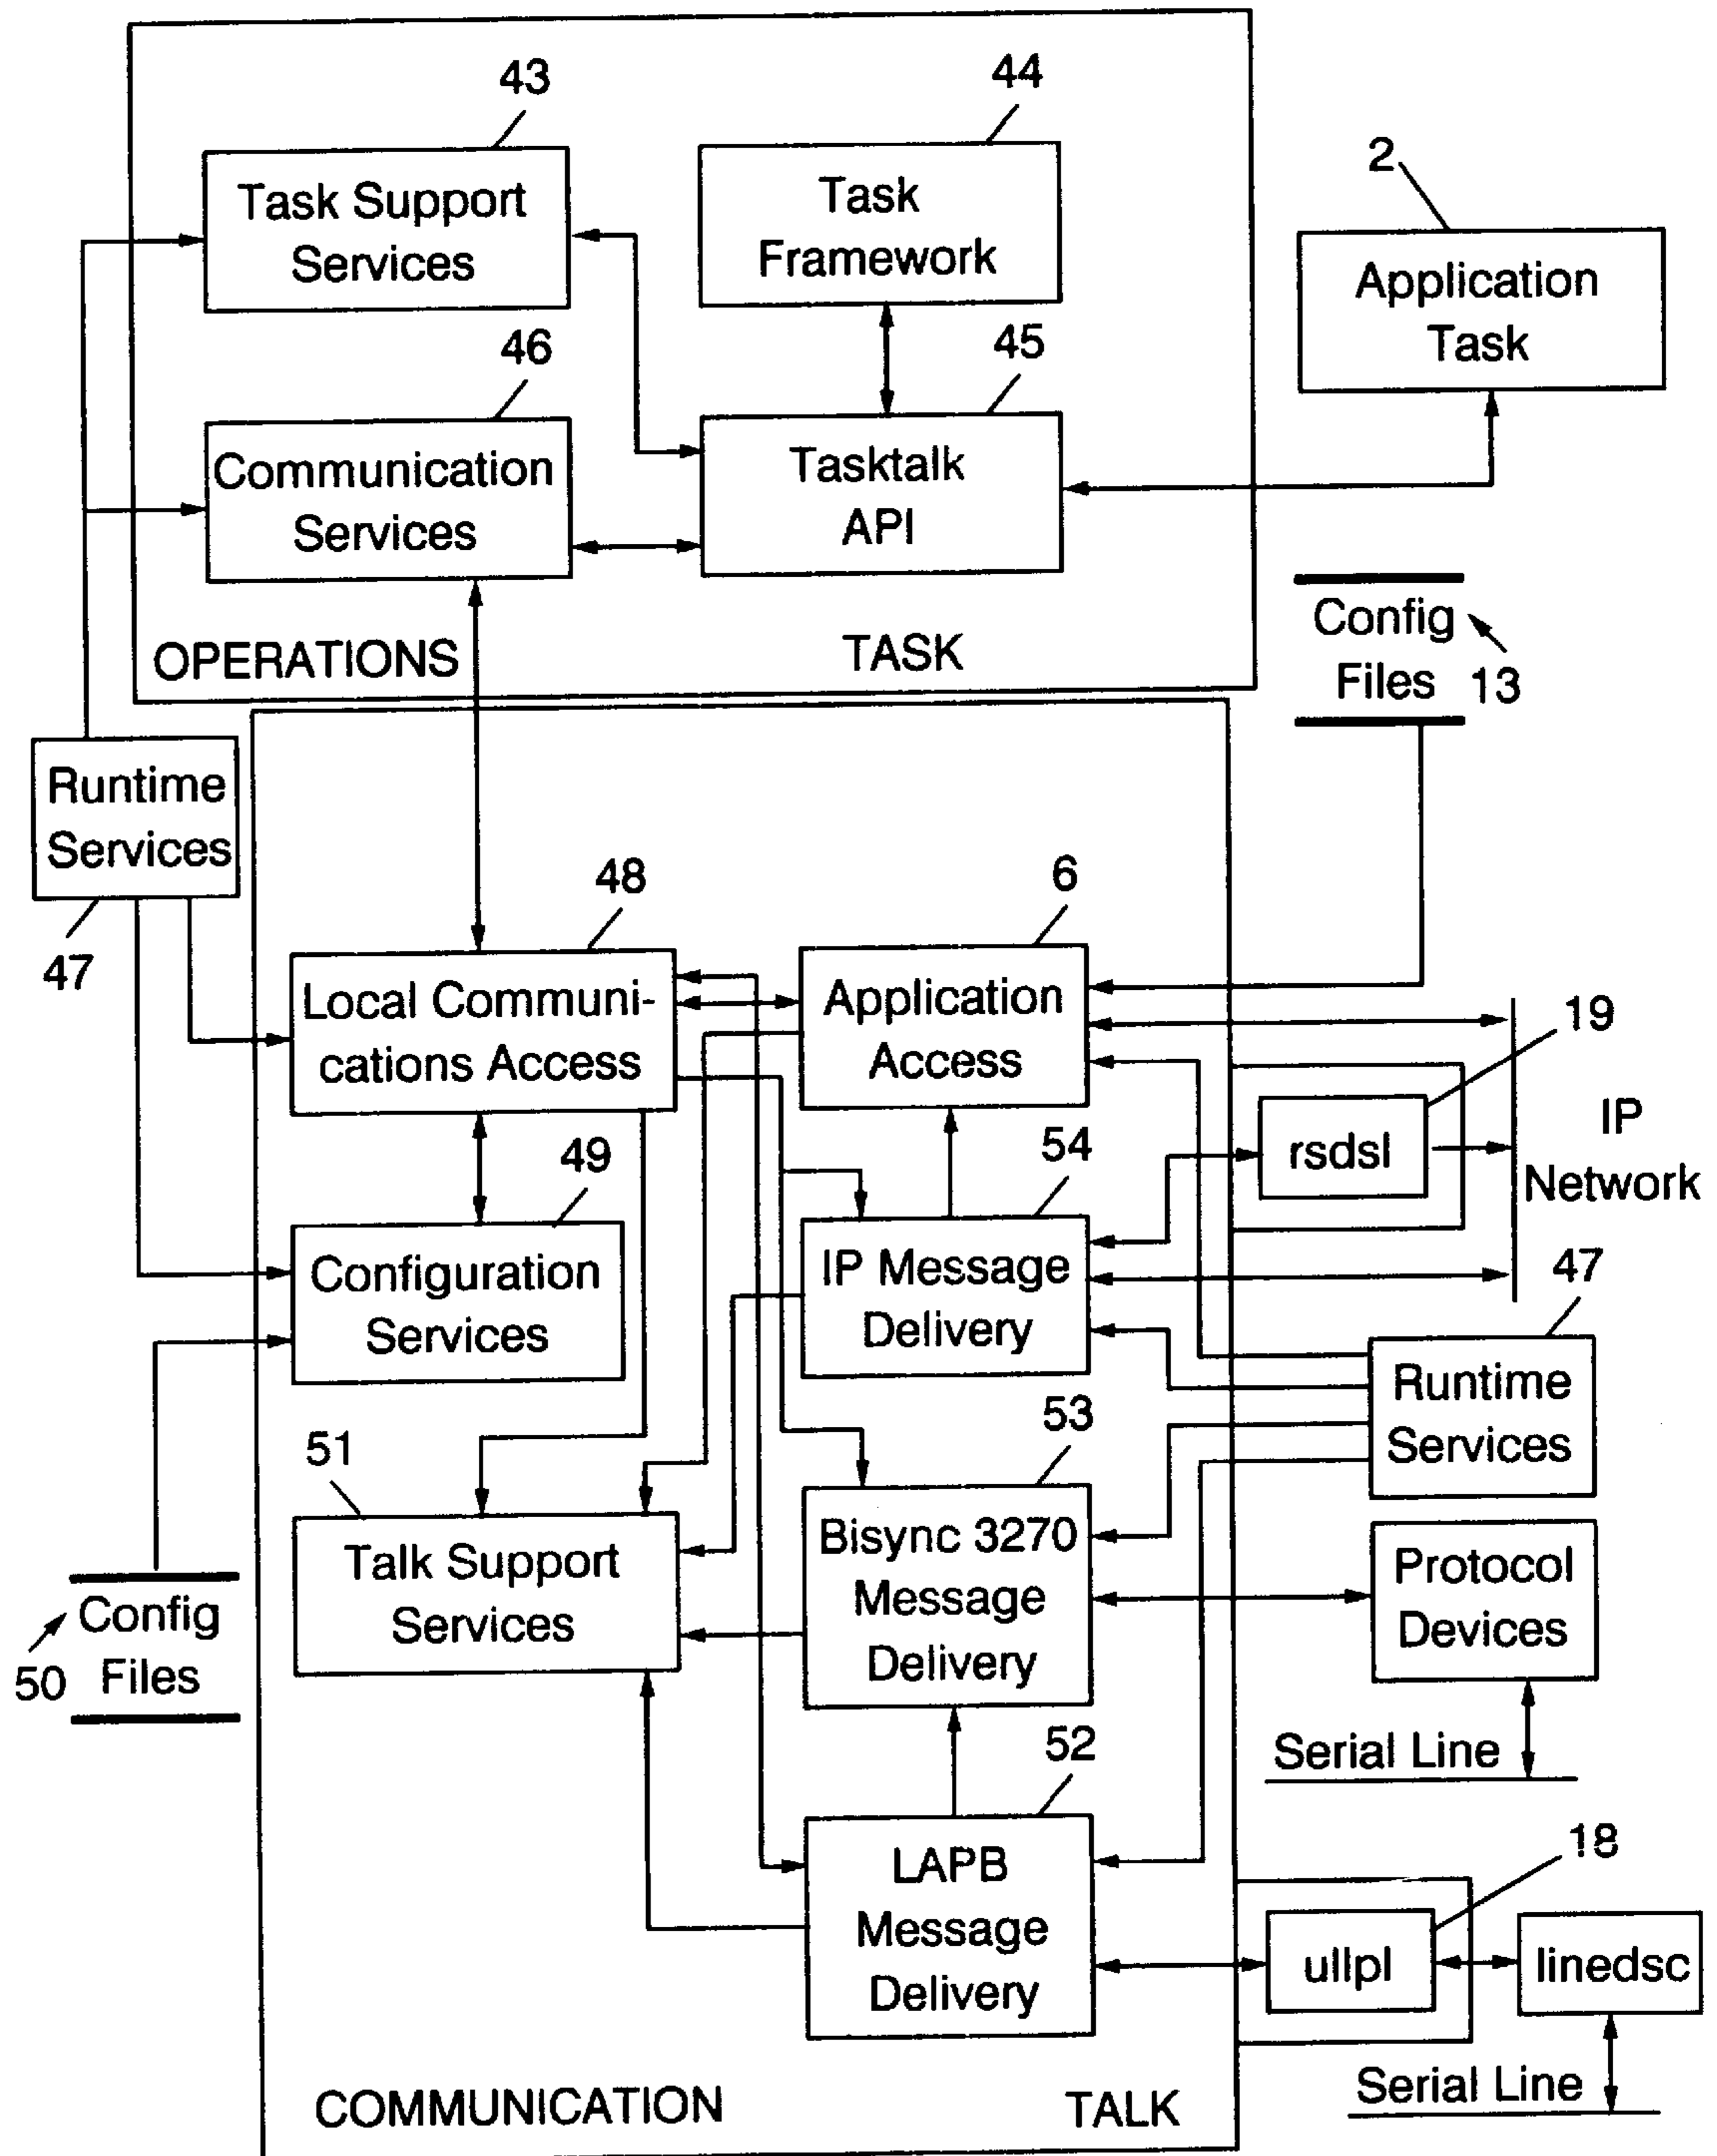 43
44
2
Task Support
Services
Task
Framework
Application
Task
46
45
Communication
Services
Tasktalk
API
Config
Files
13
OPERATIONS
TASK
Runtime
Services
47
48
6
Local Communi-
cations Access
Application
Access
19
rsdsl
IP
Network
49
54
Configuration
Services
IP Message
Delivery
47
Runtime
Services
51
53
Talk Support
Services
Bisync 3270
Message
Delivery
Protocol
Devices
Config
Files
50
Serial Line
52
LAPB
Message
Delivery
18
ullpl
linedsc
Serial Line
COMMUNICATION
TALK